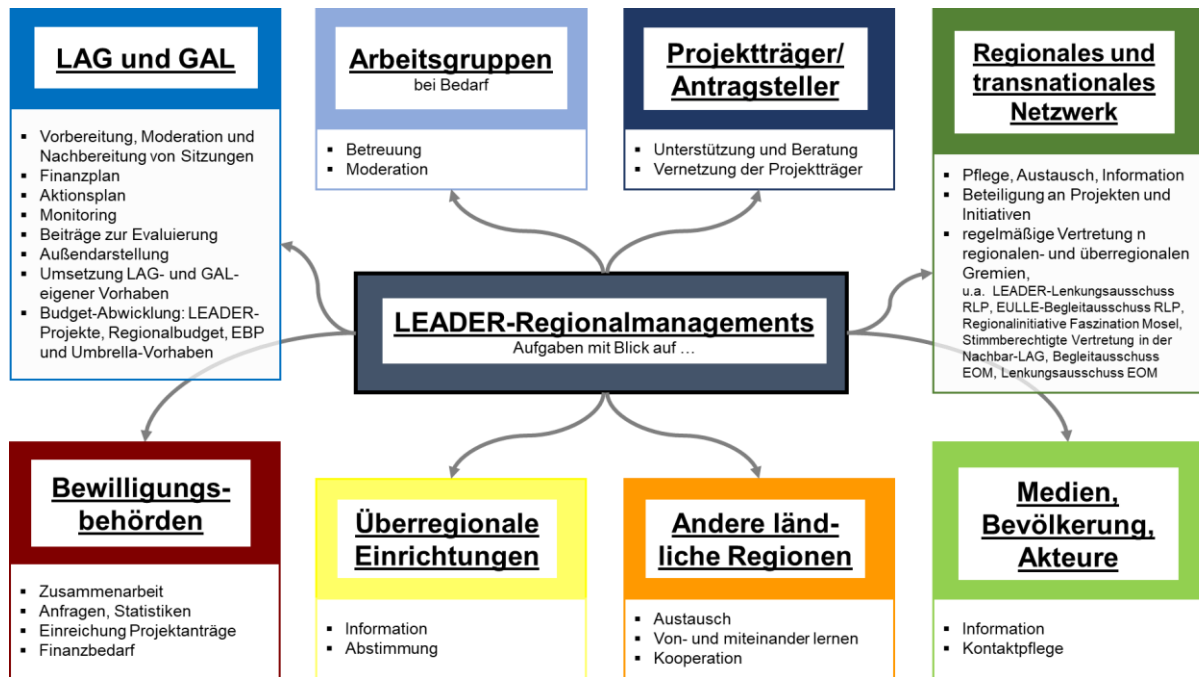 LAG und GAL
▪ Vorbereitung, Moderation und
Nachbereitung von Sitzungen
▪ Finanzplan
▪ Aktionsplan
▪ Monitoring
▪ Beiträge zur Evaluierung
▪ Außendarstellung
▪ Umsetzung LAG- und GAL-
eigener Vorhaben
▪ Budget-Abwicklung: LEADER-
Projekte, Regionalbudget, EBP
und Umbrella-Vorhaben
Arbeitsgruppen
bei Bedarf
▪ Betreuung
▪ Moderation
Projektträger/
Antragsteller
▪ Unterstützung und Beratung
▪ Vernetzung der Projektträger
Regionales und
transnationales
Netzwerk
▪ Pflege, Austausch, Information
▪ Beteiligung an Projekten und
Initiativen
▪ regelmäßige Vertretung n
regionalen- und überregionalen
Gremien,
u.a. LEADER-Lenkungsausschuss
RLP, EULLE-Begleitausschuss RLP,
Regionalinitiative Faszination Mosel,
Stimmberechtigte Vertretung in der
Nachbar-LAG, Begleitausschuss
EOM, Lenkungsausschuss EOM
LEADER-Regionalmanagements
Aufgaben mit Blick auf …
Bewilligungs-
behörden
▪ Zusammenarbeit
▪ Anfragen, Statistiken
▪ Einreichung Projektanträge
▪ Finanzbedarf
Überregionale
Einrichtungen
▪ Information
▪ Abstimmung
Andere länd-
liche Regionen
▪ Austausch
▪ Von- und miteinander lernen
▪ Kooperation
Medien,
Bevölkerung,
Akteure
▪ Information
▪ Kontaktpflege